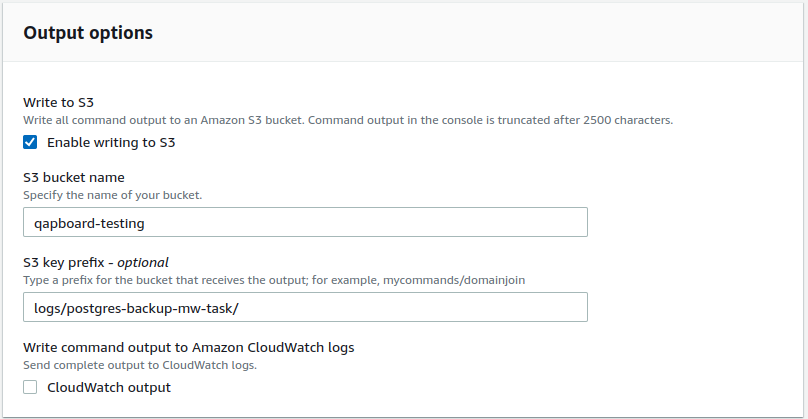 Output options
Write to S3
Write all command output to an Amazon S3 bucket. Command output in the console is truncated after 2500 characters.
Enable writing to S3
S3 bucket name
Specify the name of your bucket.
qapboard-testing
S3 key prefix - optional
Type a prefix for the bucket that receives the output; for example, mycommands/domainjoin
logs/postgres-backup-mw-task/
Write command output to Amazon CloudWatch logs
Send complete output to CloudWatch logs.
CloudWatch output